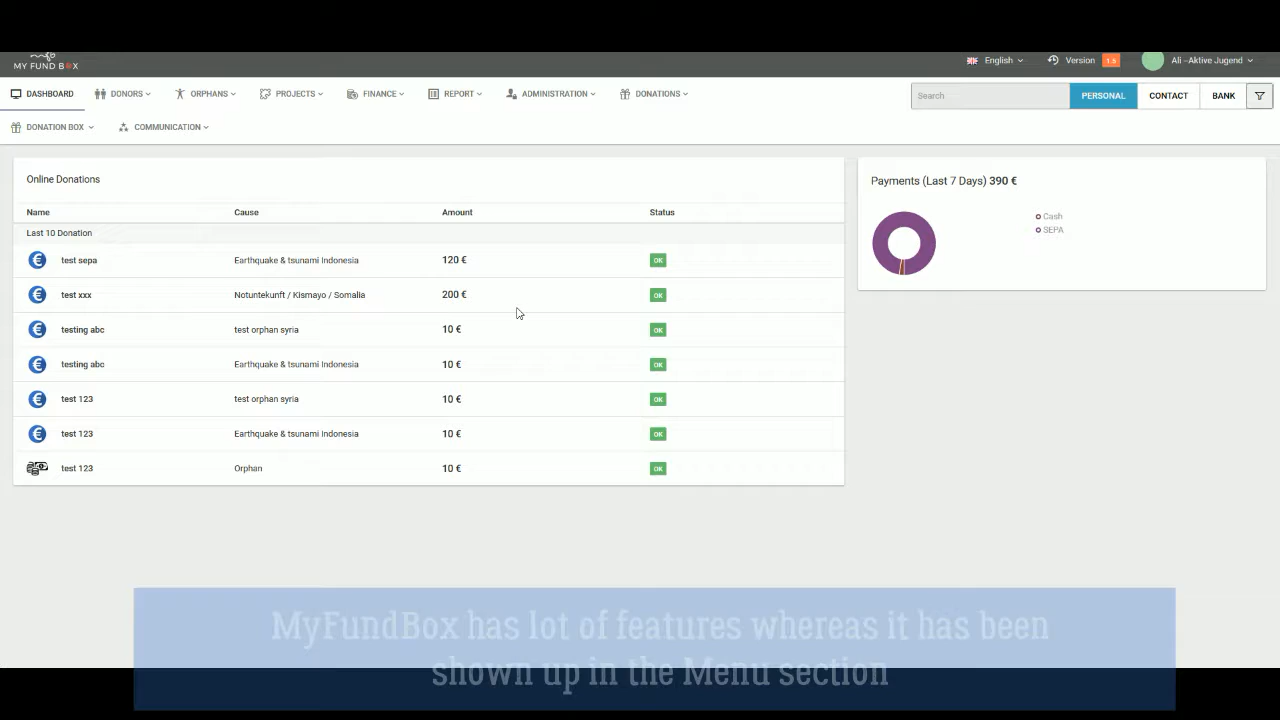 MY FUND BOX
English
Version 1.5
Ali –Aktive Jugend
DASHBOARD DONORS ORPHANS PROJECTS FINANCE REPORT ADMINISTRATION DONATIONS
Search PERSONAL CONTACT BANK
DONATION BOX COMMUNICATION
Online Donations
Name Cause Amount Status
Last 10 Donation
test sepa Earthquake & tsunami Indonesia 120 € OK
test xxx Notuntekunft / Kismayo / Somalia 200 € OK
testing abc test orphan syria 10 € OK
testing abc Earthquake & tsunami Indonesia 10 € OK
test 123 test orphan syria 10 € OK
test 123 Earthquake & tsunami Indonesia 10 € OK
test 123 Orphan 10 € OK
Payments (Last 7 Days) 390 €
Cash
SEPA
MyFundBox has lot of features whereas it has been
shown up in the Menu section